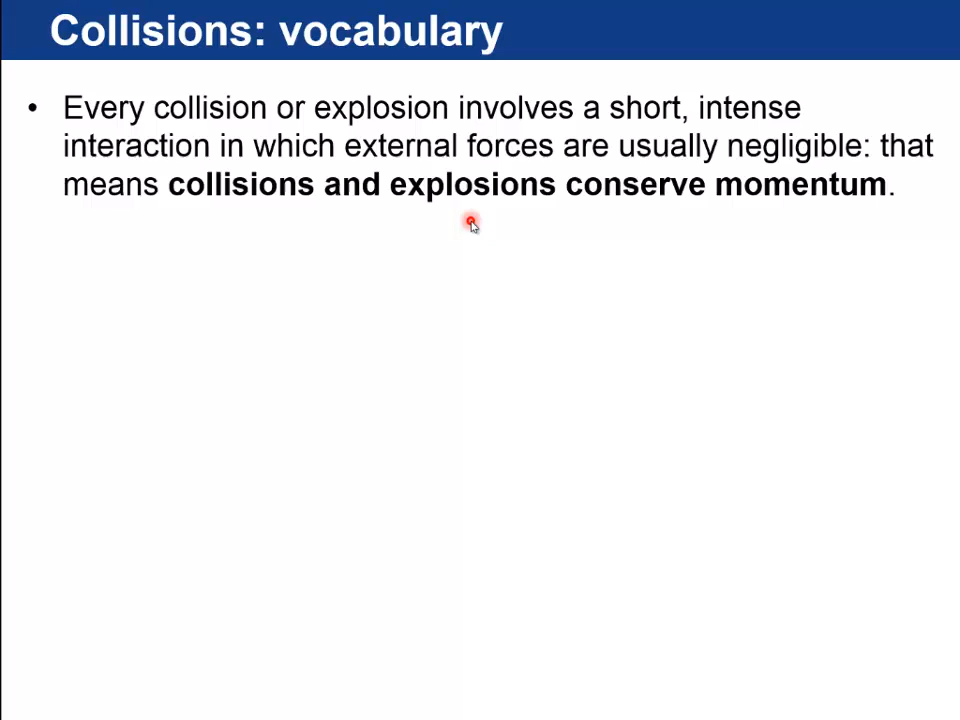 Collisions: vocabulary
• Every collision or explosion involves a short, intense
interaction in which external forces are usually negligible: that
means collisions and explosions conserve momentum.